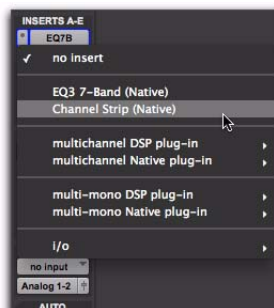 INSERTS A-E
EQ7B
✓ no insert
EQ3 7-Band (Native)
Channel Strip (Native)
multichannel DSP plug-in
multichannel Native plug-in
multi-mono DSP plug-in
multi-mono Native plug-in
i/o
no input
Analog 1-2
AUTO